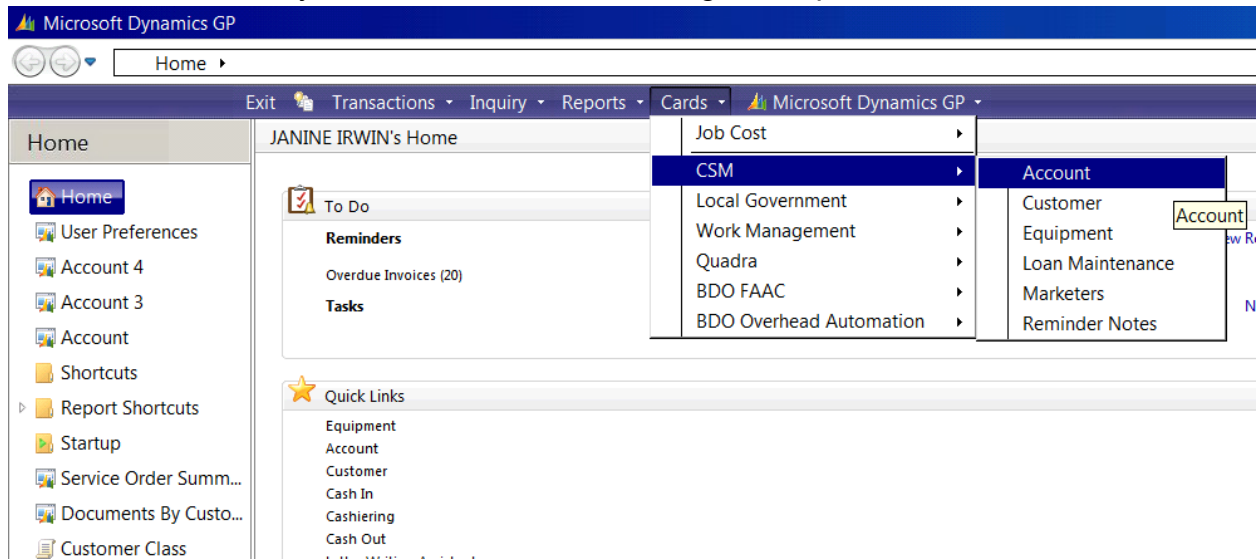 Microsoft Dynamics GP
Home
Exit Transactions Inquiry Reports Cards Microsoft Dynamics GP
Home
JANINE IRWIN's Home
Job Cost
CSM
Local Government
Work Management
Quadra
BDO FAAC
BDO Overhead Automation
Account
Customer
Equipment
Loan Maintenance
Marketers
Reminder Notes
Account
Home
User Preferences
Account 4
Account 3
Account
Shortcuts
Report Shortcuts
Startup
Service Order Summ...
Documents By Custo...
Customer Class
To Do
Reminders
Overdue Invoices (20)
Tasks
Quick Links
Equipment
Account
Customer
Cash In
Cashiering
Cash Out